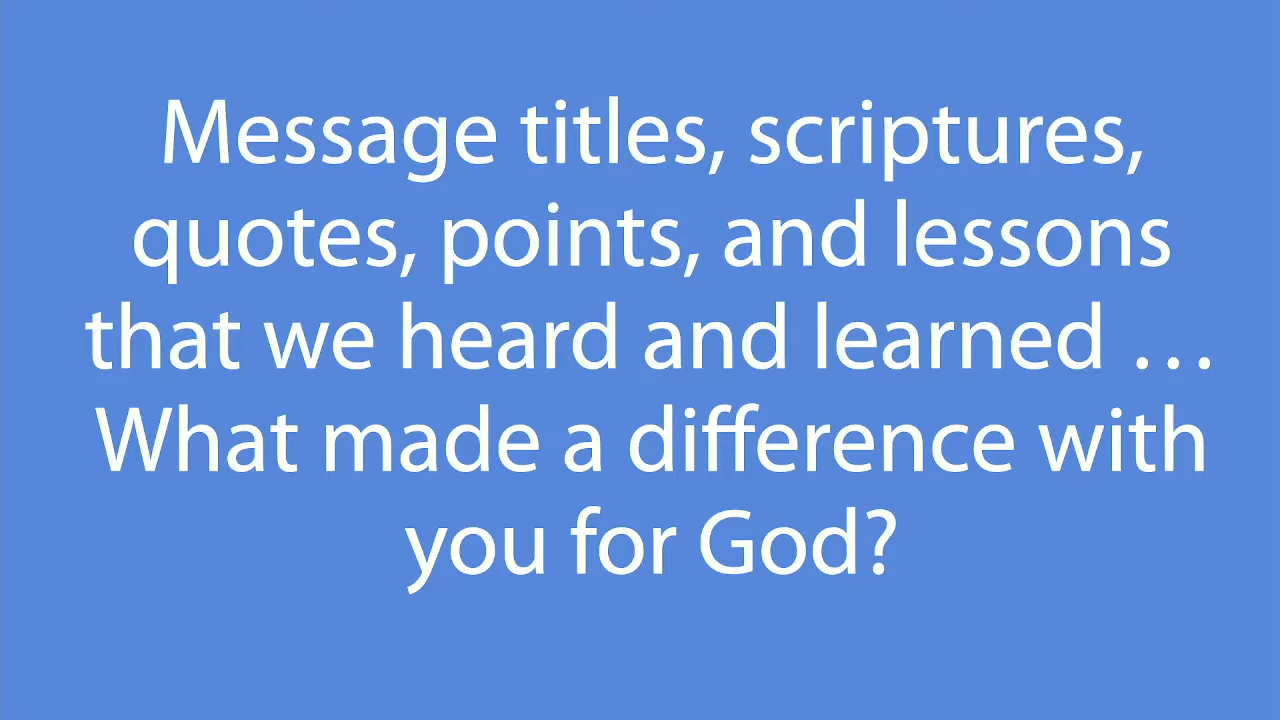 Message titles, scriptures,
quotes, points, and lessons
that we heard and learned …
What made a difference with
you for God?